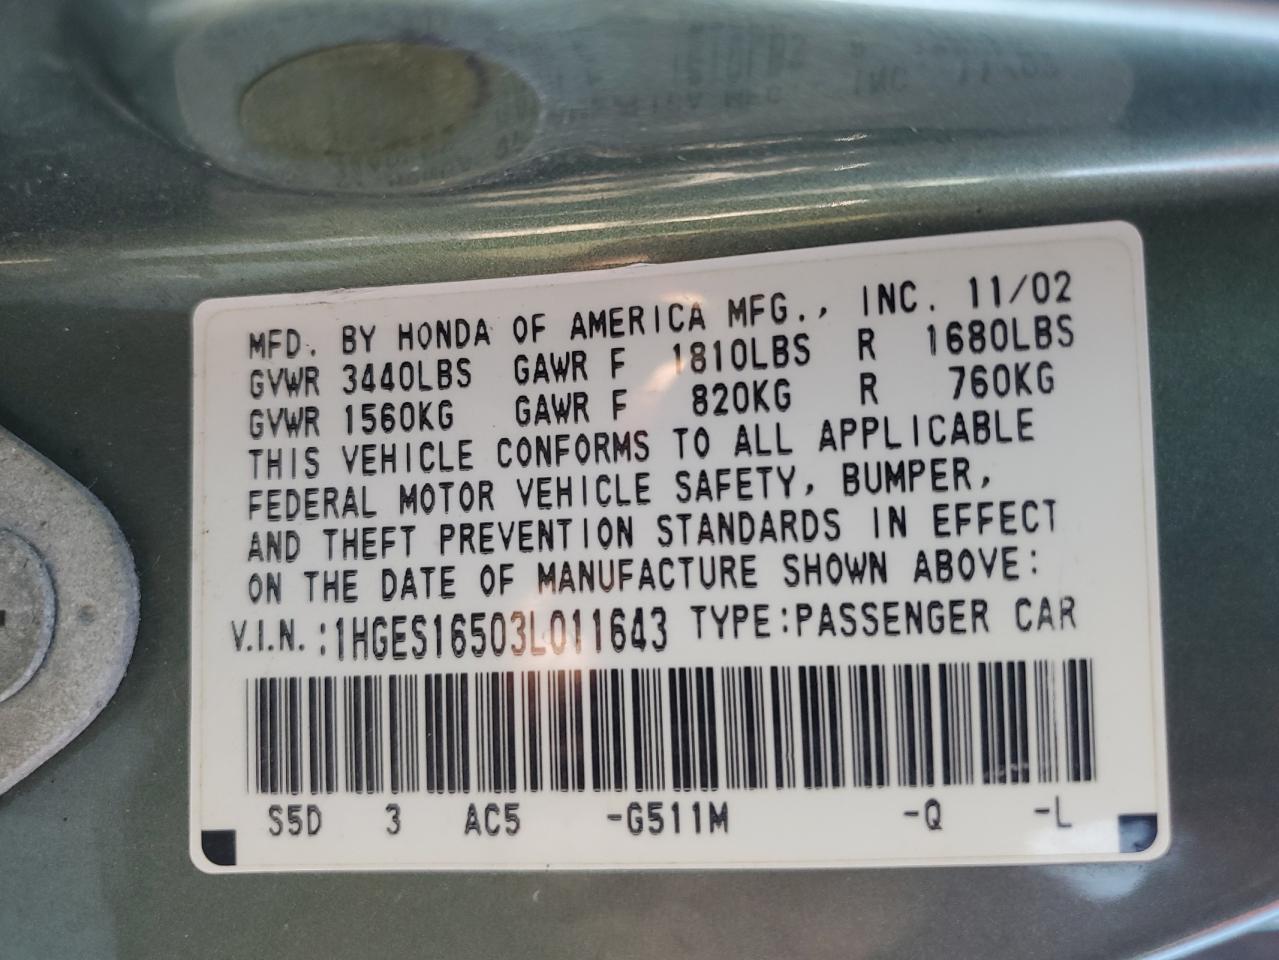 MFD. BY HONDA OF AMERICA MFG., INC. 11/02
GVWR 3440LBS GAWR F 1810LBS R 1680LBS
GVWR 1560KG GAWR F 820KG R 760KG
THIS VEHICLE CONFORMS TO ALL APPLICABLE
FEDERAL MOTOR VEHICLE SAFETY, BUMPER,
AND THEFT PREVENTION STANDARDS IN EFFECT
ON THE DATE OF MANUFACTURE SHOWN ABOVE:
V.I.N.:1HGES16503L011643 TYPE:PASSENGER CAR
S5D 3 AC5 -G511M -Q -L